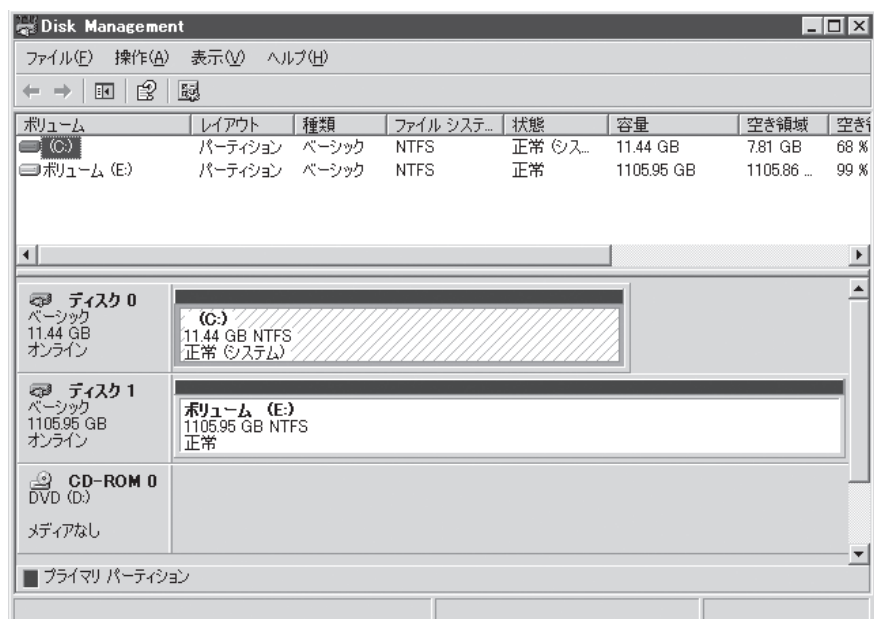 Disk Management
ファイル(F) 操作(A) 表示(V) ヘルプ(H)
ボリューム レイアウト 種類 ファイル システ... 状態 容量 空き領域 空き
(C:) パーティション ベーシック NTFS 正常 (シス... 11.44 GB 7.81 GB 68 %
ボリューム (E:) パーティション ベーシック NTFS 正常 1105.95 GB 1105.86 ... 99 %
ディスク 0
ベーシック
11.44 GB
オンライン
(C:)
11.44 GB NTFS
正常 (システム)
ディスク 1
ベーシック
1105.95 GB
オンライン
ボリューム (E:)
1105.95 GB NTFS
正常
CD-ROM 0
DVD (D:)
メディアなし
プライマリ パーティション